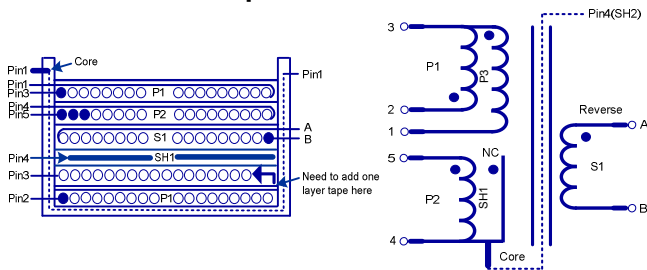 Core
Pin1
Pin1
Pin1
Pin3
P1
Pin4
Pin5
P2
A
S1
B
Pin4
SH1
Pin3
Need to add one
layer tape here
Pin2
P1
Pin4(SH2)
3
P1
P3
2
1
Reverse
A
S1
B
5
NC
P2
SH1
4
Core